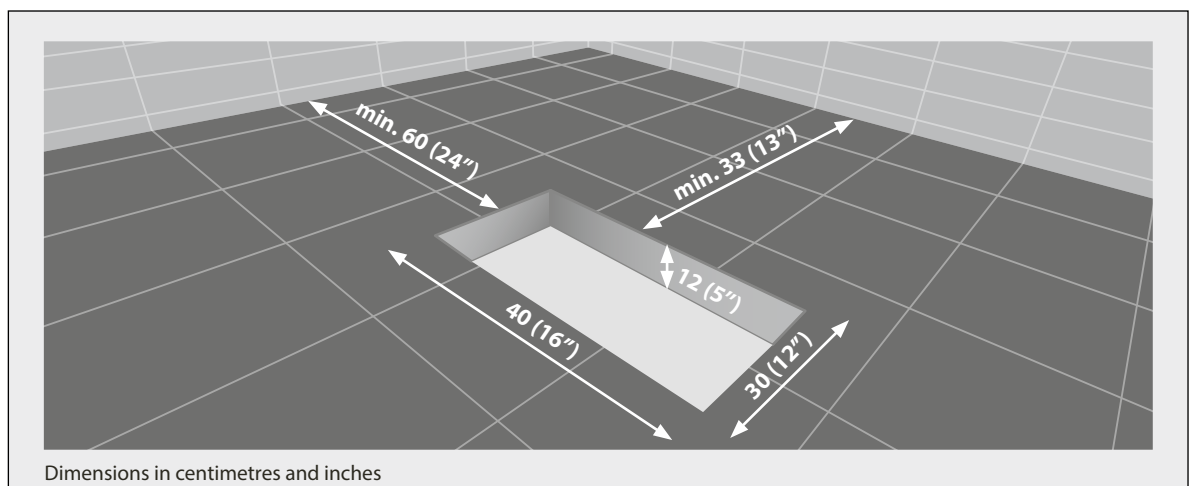 min. 60 (24″)
min. 33 (13″)
12 (5″)
40 (16″)
30 (12″)
Dimensions in centimetres and inches